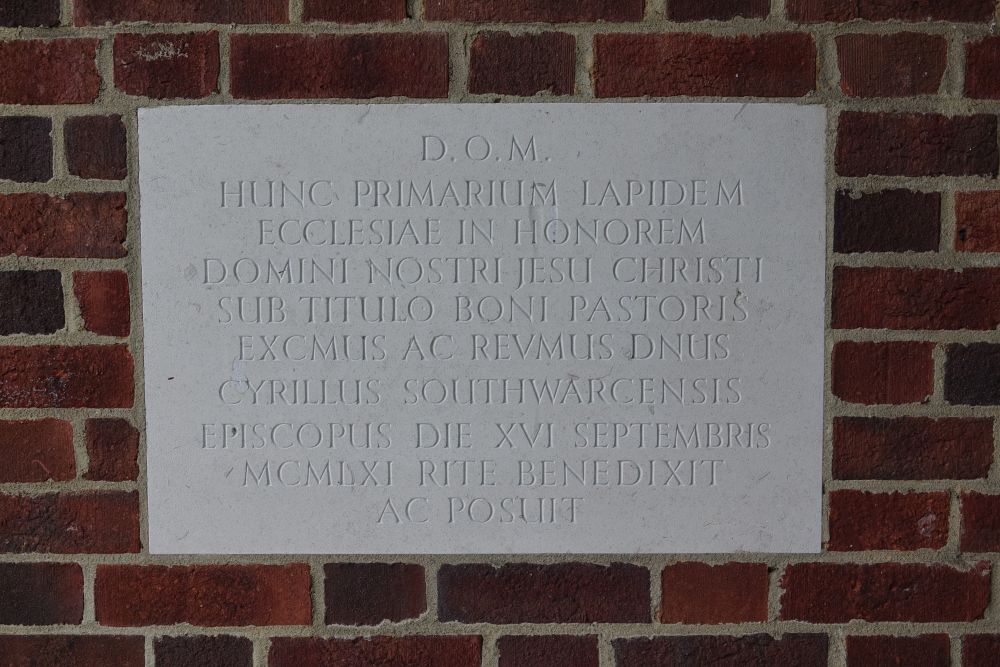 D.O.M.
HUNC PRIMARIUM LAPIDEM
ECCLESIAE IN HONOREM
DOMINI NOSTRI JESU CHRISTI
SUB TITULO BONI PASTORIS
EXCMUS AC REVMUS DNUS
CYRILLUS SOUTHWARCENSIS
EPISCOPUS DIE XVI SEPTEMBRIS
MCMLXI RITE BENEDIXIT
AC POSUIT